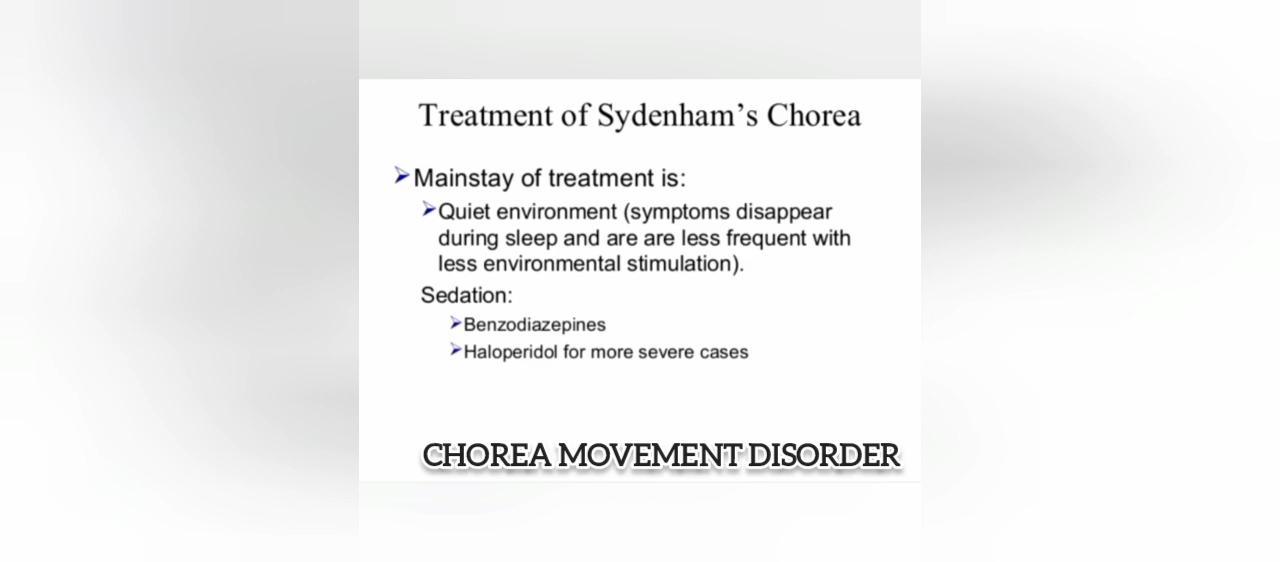 Treatment of Sydenham's Chorea
Mainstay of treatment is:
Quiet environment (symptoms disappear
during sleep and are are less frequent with
less environmental stimulation).
Sedation:
Benzodiazepines
Haloperidol for more severe cases
CHOREA MOVEMENT DISORDER